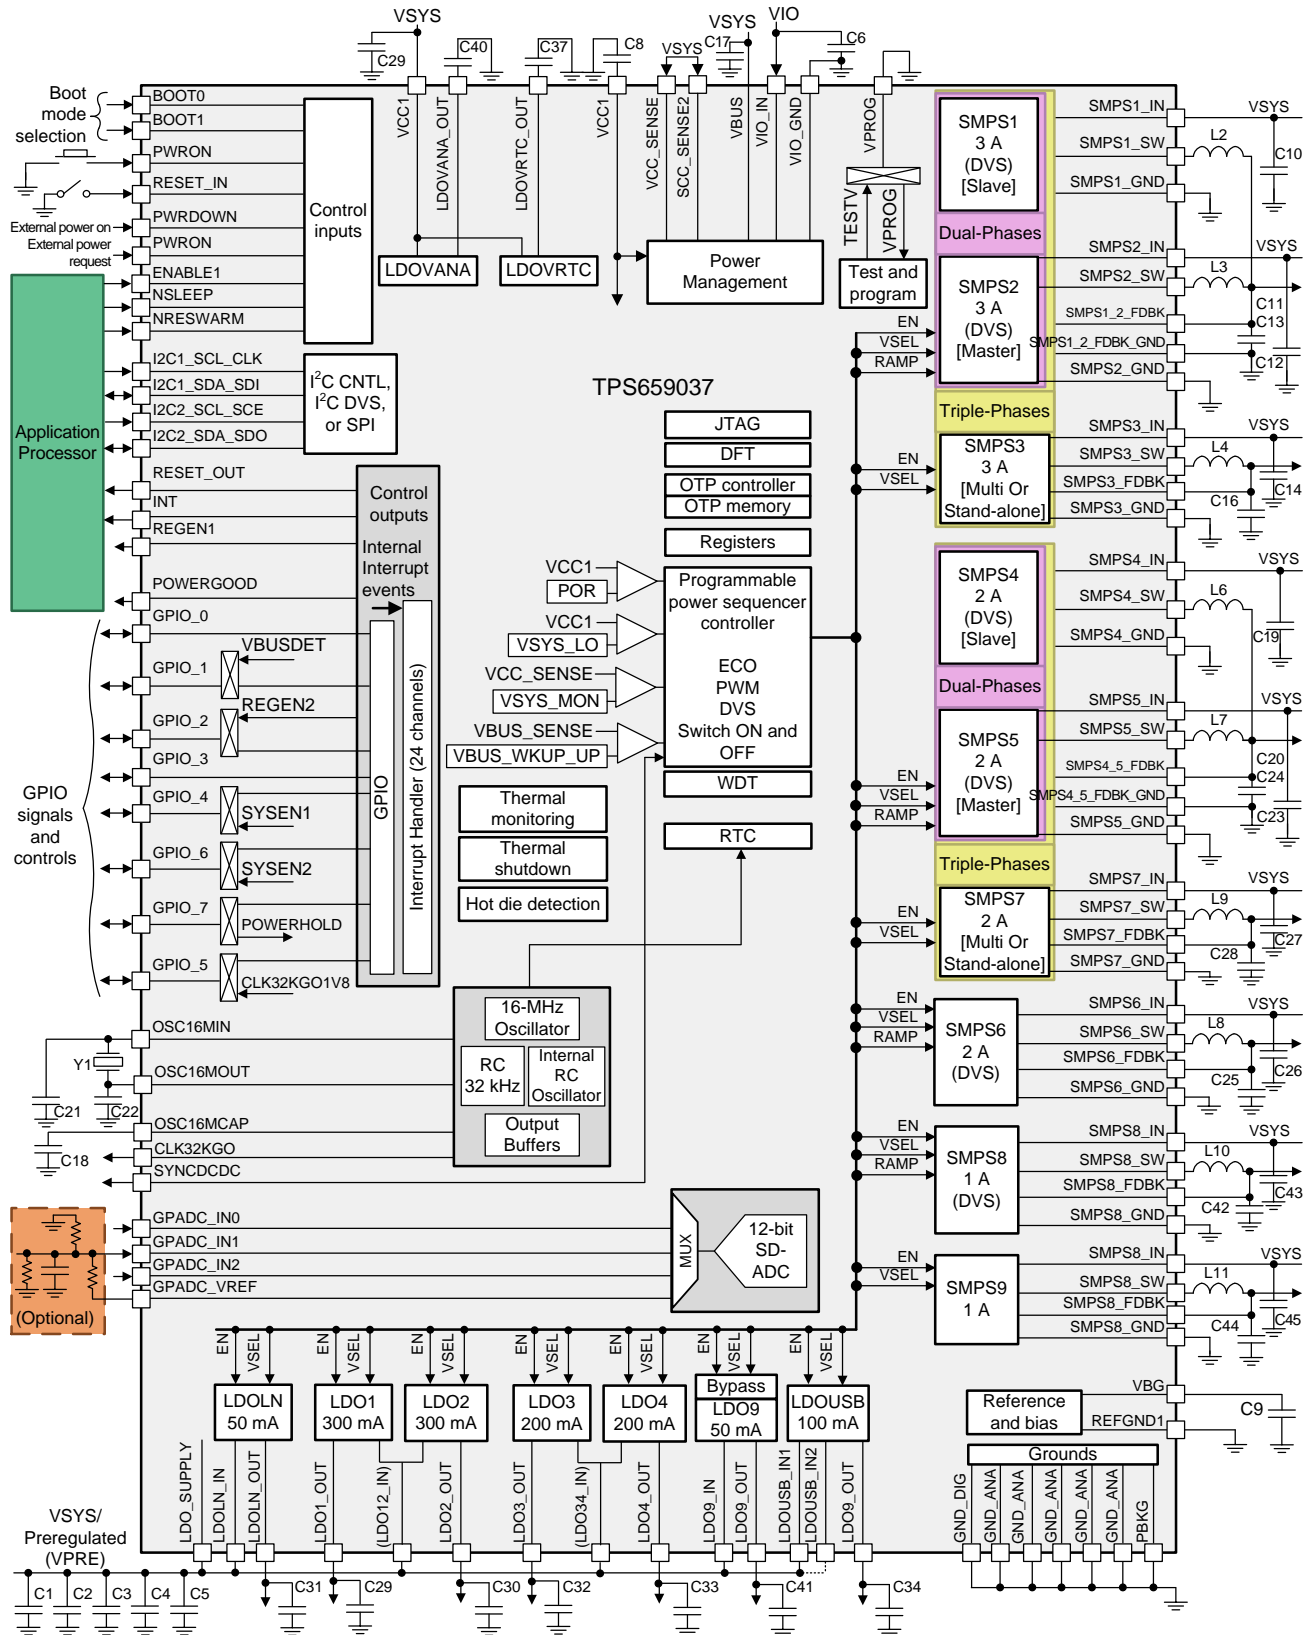 VSYS
C29
C40
C37
C8
VSYS
C17
VSYS
VIO
C6
Boot
mode
selection
BOOT0
BOOT1
PWRON
RESET_IN
PWRDOWN
External power on
External power
request
PWRON
ENABLE1
NSLEEP
NRESWARM
Control
inputs
VCC1
LDOVANA_OUT
LDOVRTC_OUT
VCC1
VCC_SENSE
SCC_SENSE2
VBUS
VIO_IN
VIO_GND
VPROG
TESTV
VPROG
LDOVANA
LDOVRTC
Power
Management
Test and
program
Application
Processor
I2C1_SCL_CLK
I2C1_SDA_SDI
I2C2_SCL_SCE
I2C2_SDA_SDO
I2C CNTL,
I2C DVS,
or SPI
RESET_OUT
INT
REGEN1
POWERGOOD
Control
outputs
Internal
Interrupt
events
GPIO
Interrupt Handler (24 channels)
GPIO
signals
and
controls
GPIO_0
GPIO_1
VBUSDET
GPIO_2
REGEN2
GPIO_3
GPIO_4
SYSEN1
GPIO_6
SYSEN2
GPIO_7
POWERHOLD
GPIO_5
CLK32KGO1V8
TPS659037
JTAG
DFT
OTP controller
OTP memory
Registers
VCC1
POR
VCC1
VSYS_LO
VCC_SENSE
VSYS_MON
VBUS_SENSE
VBUS_WKUP_UP
Programmable
power sequencer
controller
ECO
PWM
DVS
Switch ON and
OFF
WDT
RTC
Thermal
monitoring
Thermal
shutdown
Hot die detection
16-MHz
Oscillator
RC
32 kHz
Internal
RC
Oscillator
Output
Buffers
OSC16MIN
Y1
OSC16MOUT
C21
C22
OSC16MCAP
C18
CLK32KGO
SYNCDCDC
GPADC_IN0
GPADC_IN1
GPADC_IN2
GPADC_VREF
(Optional)
MUX
12-bit
SD-
ADC
SMPS1
3 A
(DVS)
[Slave]
Dual-Phases
SMPS2
3 A
(DVS)
[Master]
EN
VSEL
RAMP
Triple-Phases
SMPS3
3 A
[Multi Or
Stand-alone]
EN
VSEL
SMPS1_IN
SMPS1_SW
SMPS1_GND
VSYS
L2
C10
SMPS2_IN
SMPS2_SW
SMPS1_2_FDBK
SMPS1_2_FDBK_GND
SMPS2_GND
VSYS
L3
C11
C13
C12
SMPS3_IN
SMPS3_SW
SMPS3_FDBK
SMPS3_GND
VSYS
L4
C16
C14
SMPS4
2 A
(DVS)
[Slave]
Dual-Phases
SMPS5
2 A
(DVS)
[Master]
EN
VSEL
RAMP
Triple-Phases
SMPS7
2 A
[Multi Or
Stand-alone]
EN
VSEL
SMPS4_IN
SMPS4_SW
SMPS4_GND
VSYS
L6
C19
SMPS5_IN
SMPS5_SW
SMPS4_5_FDBK
SMPS4_5_FDBK_GND
SMPS5_GND
VSYS
L7
C20
C24
C23
SMPS7_IN
SMPS7_SW
SMPS7_FDBK
SMPS7_GND
VSYS
L9
C28
C27
EN
VSEL
RAMP
SMPS6
2 A
(DVS)
SMPS6_IN
SMPS6_SW
SMPS6_FDBK
SMPS6_GND
VSYS
L8
C25
C26
EN
VSEL
RAMP
SMPS8
1 A
(DVS)
SMPS8_IN
SMPS8_SW
SMPS8_FDBK
SMPS8_GND
VSYS
L10
C42
C43
EN
VSEL
SMPS9
1 A
SMPS8_IN
SMPS8_SW
SMPS8_FDBK
SMPS8_GND
VSYS
L11
C44
C45
EN
VSEL
EN
VSEL
EN
VSEL
EN
VSEL
EN
VSEL
EN
VSEL
EN
VSEL
LDOLN
50 mA
LDO1
300 mA
LDO2
300 mA
LDO3
200 mA
LDO4
200 mA
Bypass
LDO9
50 mA
LDOUSB
100 mA
Reference
and bias
VBG
REFGND1
C9
Grounds
LDO_SUPPLY
LDOLN_IN
LDOLN_OUT
LDO1_OUT
(LDO12_IN)
LDO2_OUT
LDO3_OUT
(LDO34_IN)
LDO4_OUT
LDO9_IN
LDO9_OUT
LDOUSB_IN1
LDOUSB_IN2
LDO9_OUT
GND_DIG
GND_ANA
GND_ANA
GND_ANA
GND_ANA
GND_ANA
PBKG
VSYS/
Preregulated
(VPRE)
C1
C2
C3
C4
C5
C31
C29
C30
C32
C33
C41
C34